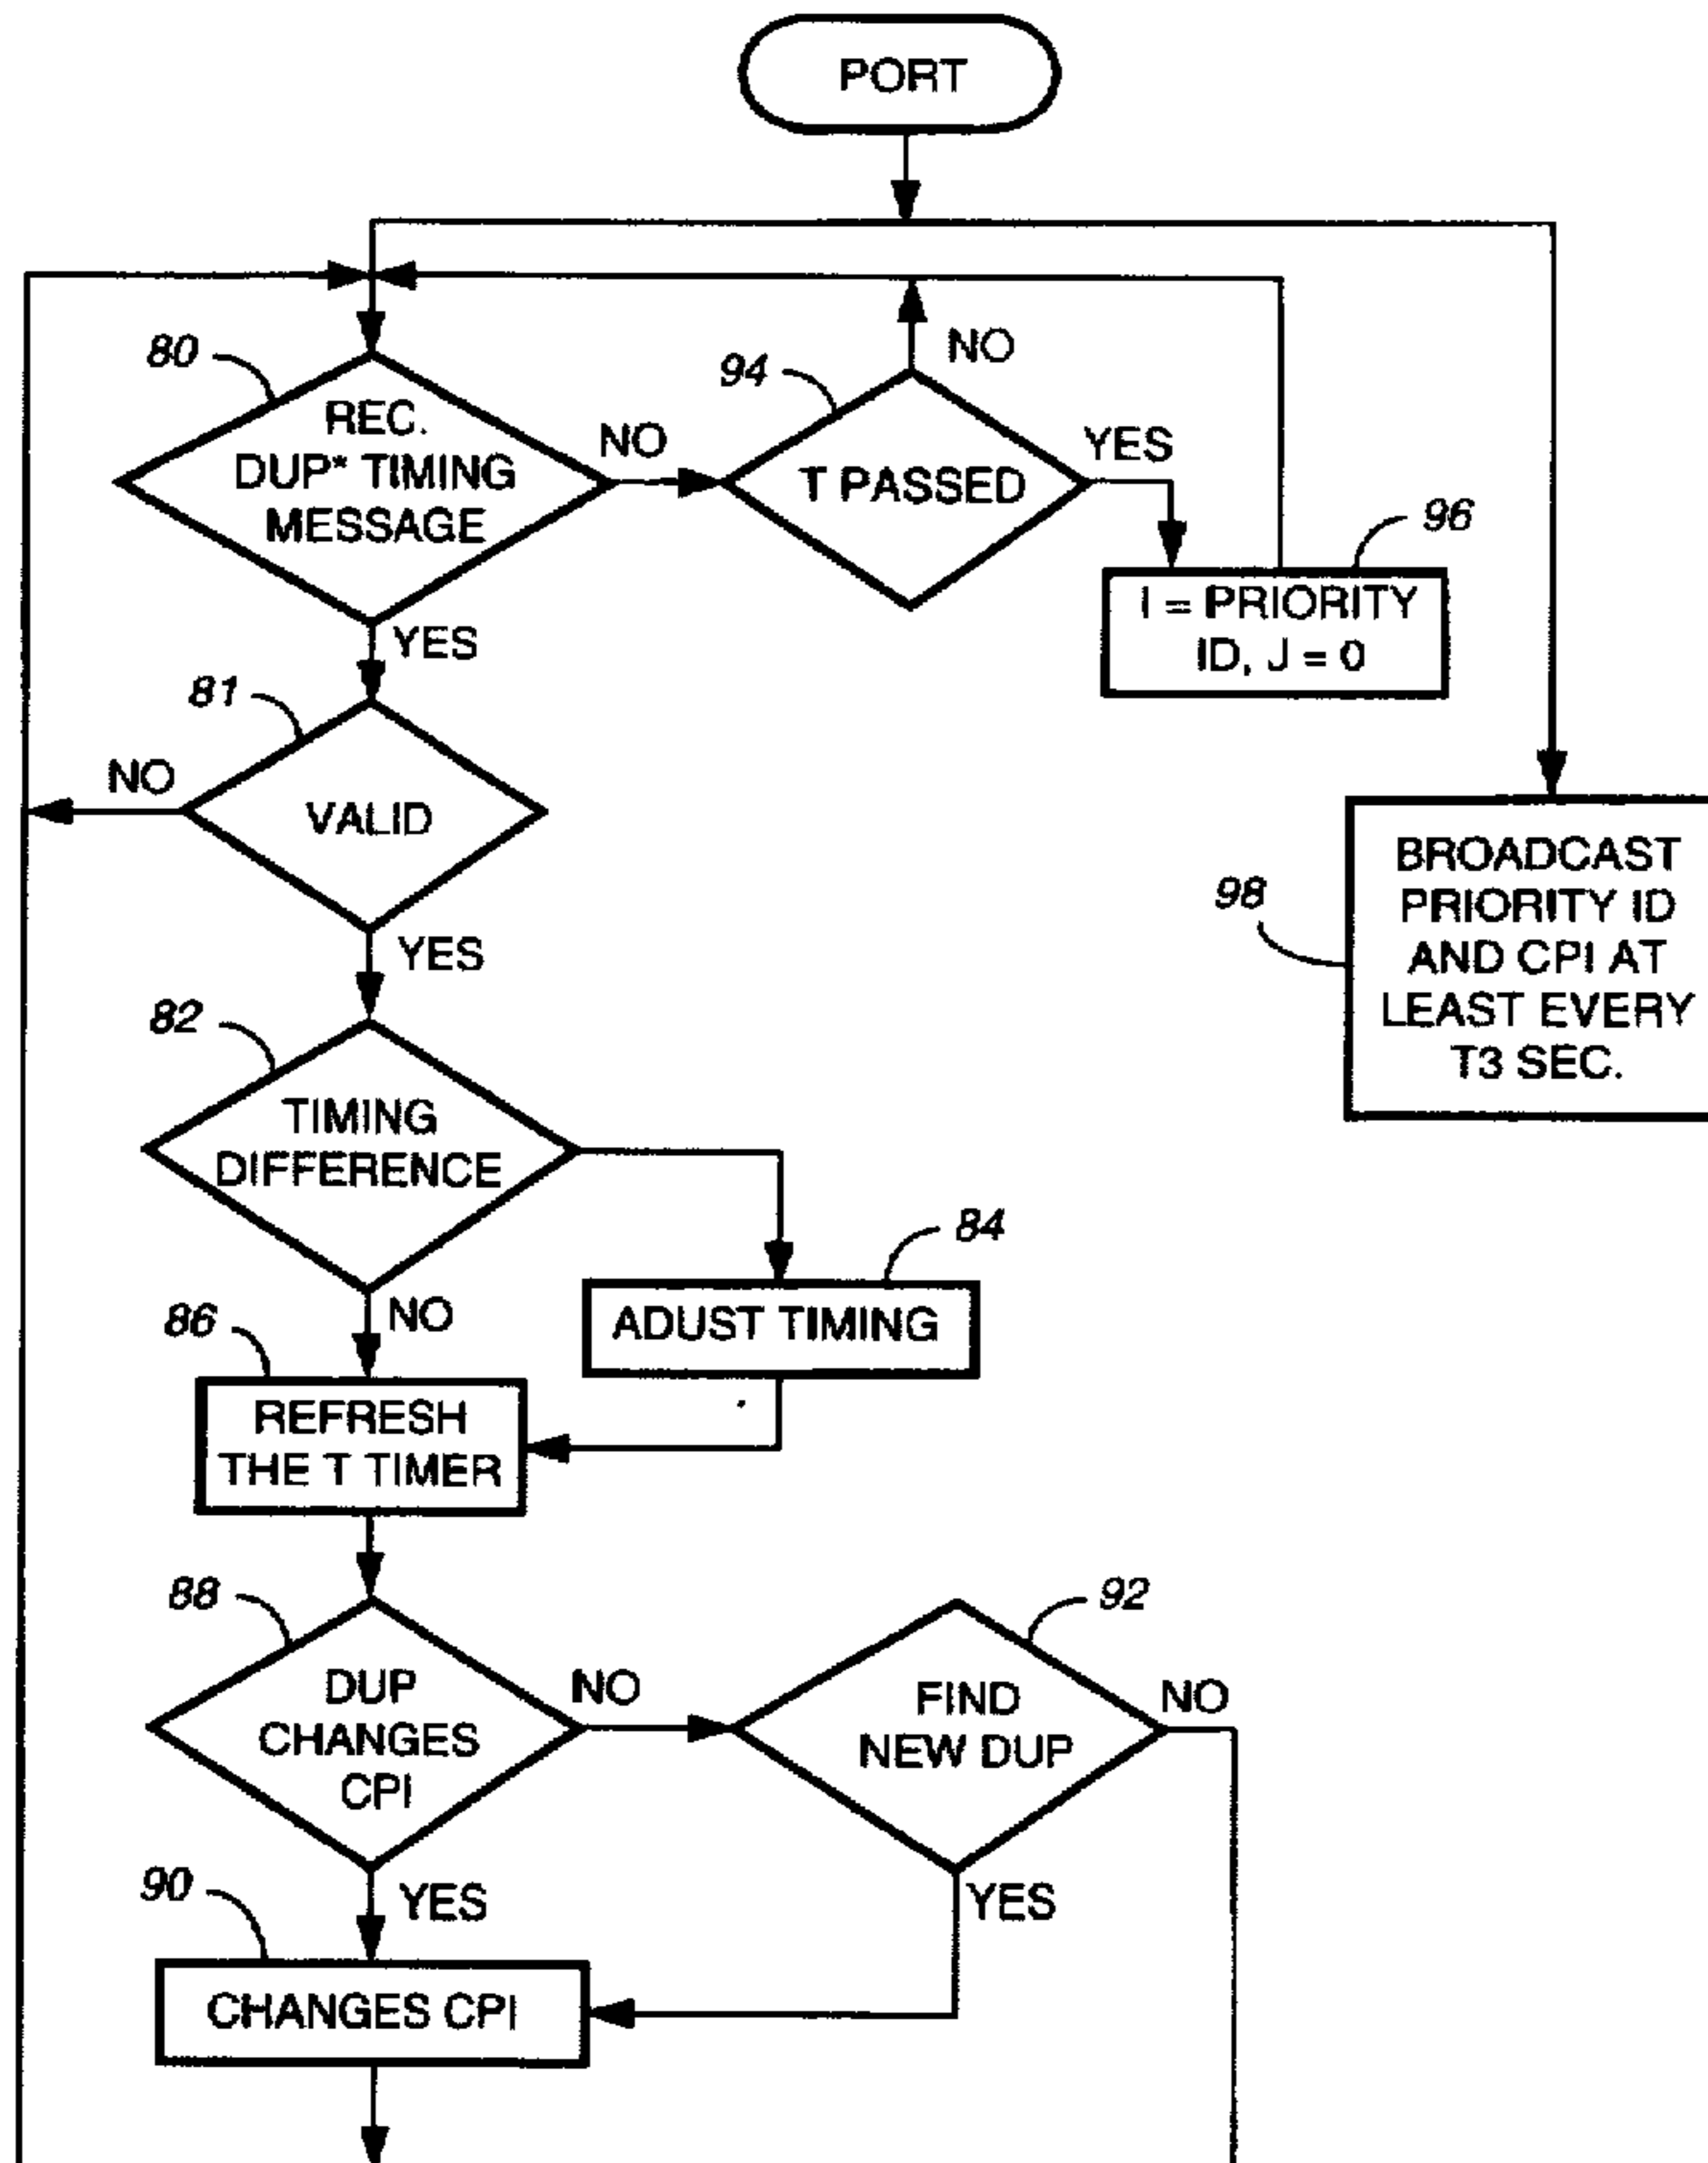 PORT
80
REC.
DUP* TIMING
MESSAGE
NO
94
T PASSED
NO
YES
96
I = PRIORITY
ID, J = 0
YES
81
VALID
NO
YES
98
BROADCAST
PRIORITY ID
AND CPI AT
LEAST EVERY
T3 SEC.
82
TIMING
DIFFERENCE
84
ADUST TIMING
NO
86
REFRESH
THE T TIMER
88
DUP
CHANGES
CPI
NO
92
FIND
NEW DUP
NO
YES
YES
90
CHANGES CPI